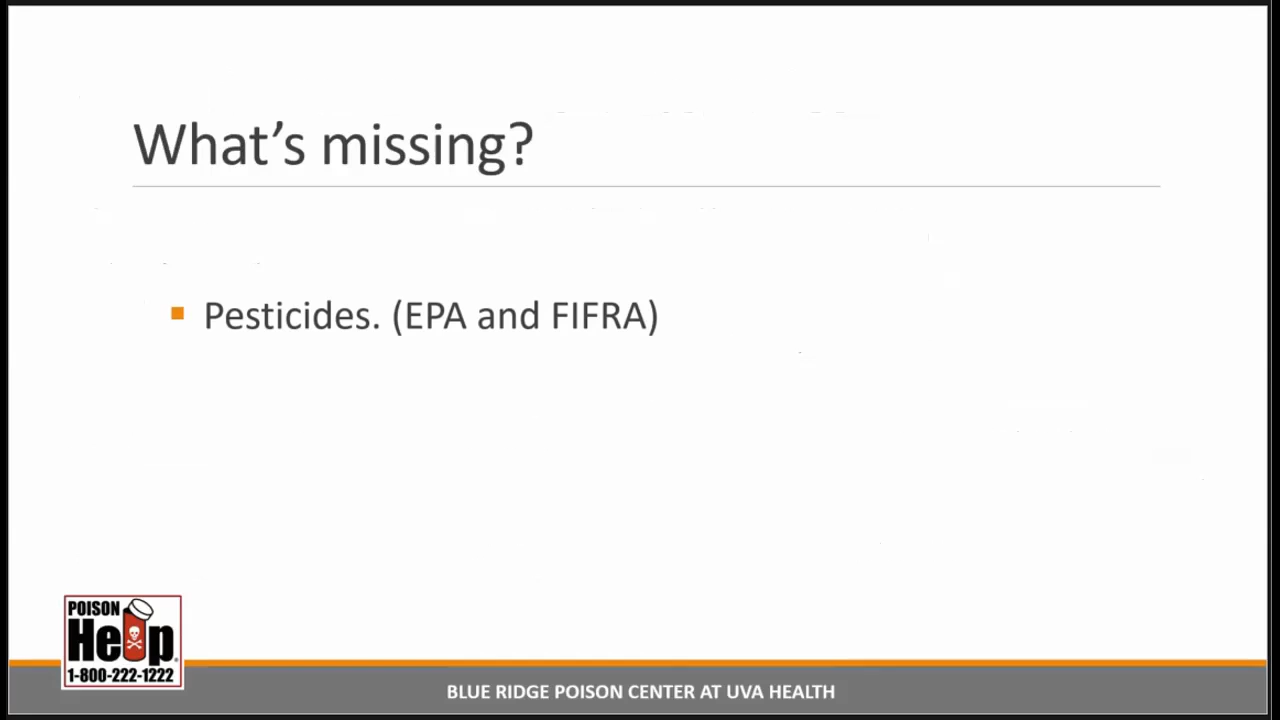 What's missing?
Pesticides. (EPA and FIFRA)
POISON
Help
1-800-222-1222
BLUE RIDGE POISON CENTER AT UVA HEALTH